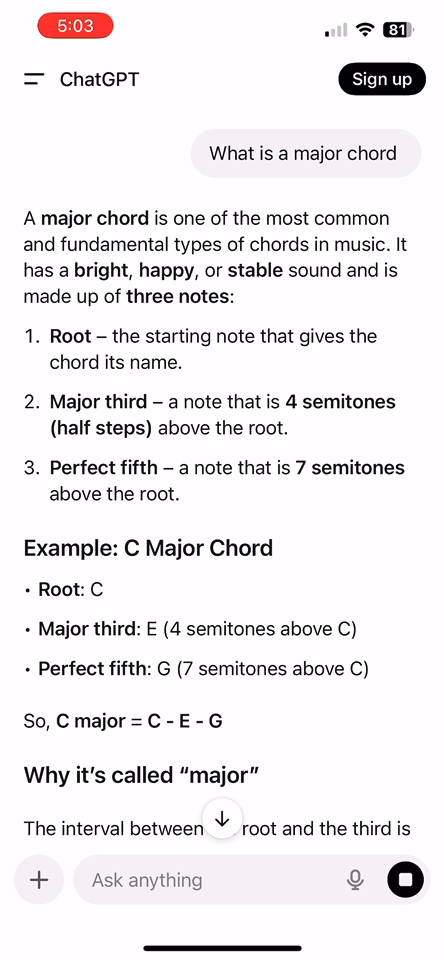 5:03
81
ChatGPT
Sign up
What is a major chord
A major chord is one of the most common
and fundamental types of chords in music. It
has a bright, happy, or stable sound and is
made up of three notes:
1. Root – the starting note that gives the
chord its name.
2. Major third – a note that is 4 semitones
(half steps) above the root.
3. Perfect fifth – a note that is 7 semitones
above the root.
Example: C Major Chord
• Root: C
• Major third: E (4 semitones above C)
• Perfect fifth: G (7 semitones above C)
So, C major = C - E - G
Why it’s called “major”
The interval between root and the third is
Ask anything